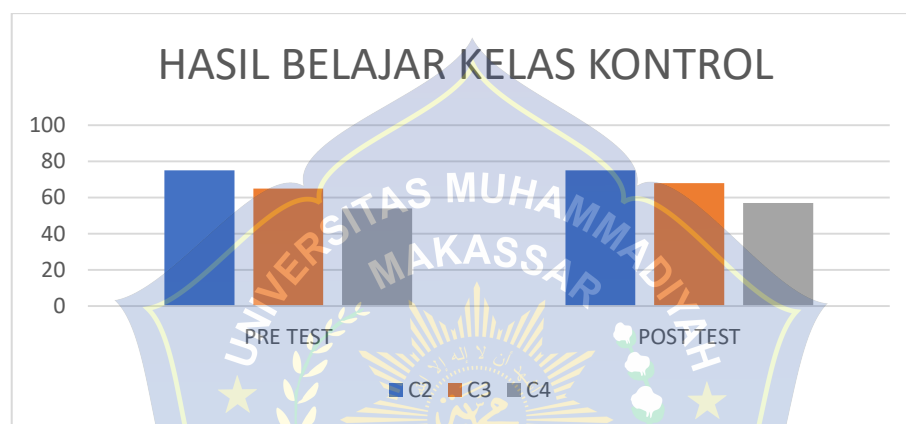 HASIL BELAJAR KELAS KONTROL
100
80
60
40
20
0
PRE TEST
POST TEST
C2
C3
C4
UNIVERSITAS MUHAMMADIYAH
MAKASSAR